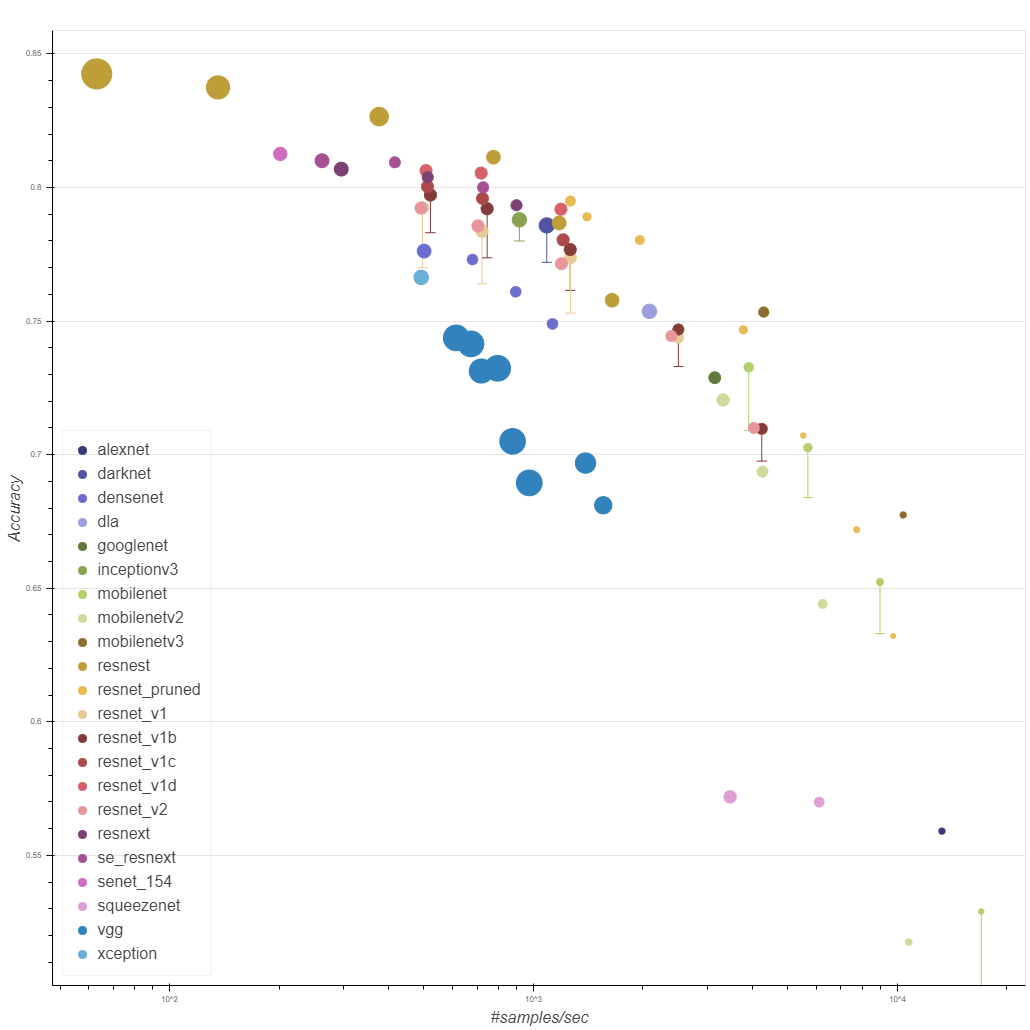 0.85
0.8
0.75
0.7
0.65
0.6
0.55
Accuracy
alexnet
darknet
densenet
dla
googlenet
inceptionv3
mobilenet
mobilenetv2
mobilenetv3
resnest
resnet_pruned
resnet_v1
resnet_v1b
resnet_v1c
resnet_v1d
resnet_v2
resnext
se_resnext
senet_154
squeezenet
vgg
xception
10^2 10^3 10^4
#samples/sec